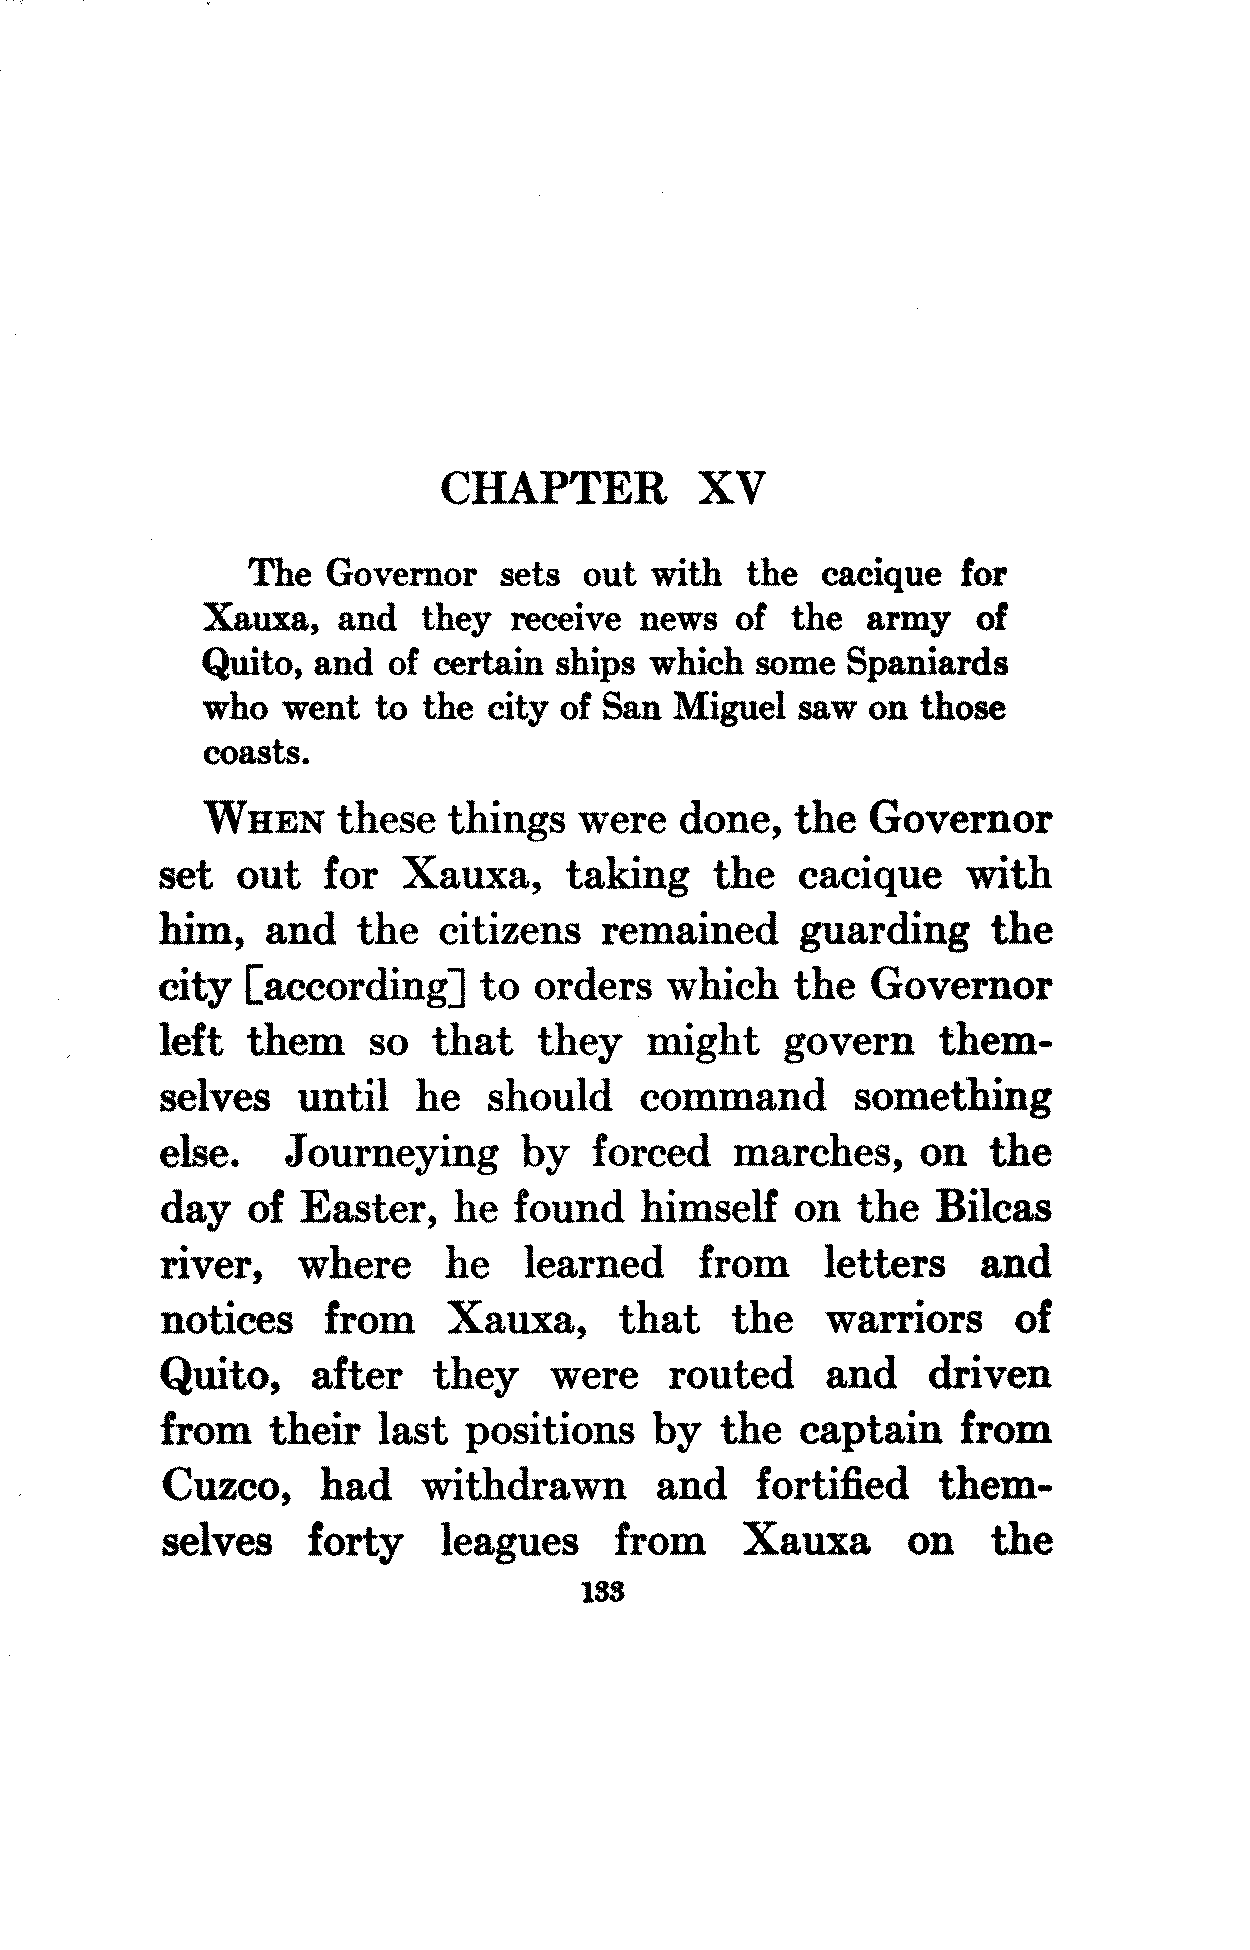 CHAPTER XV
The Governor sets out with the cacique for
Xauxa, and they receive news of the army of
Quito, and of certain ships which some Spaniards
who went to the city of San Miguel saw on those
coasts.
WHEN these things were done, the Governor
set out for Xauxa, taking the cacique with
him, and the citizens remained guarding the
city [according] to orders which the Governor
left them so that they might govern them-
selves until he should command something
else. Journeying by forced marches, on the
day of Easter, he found himself on the Bilcas
river, where he learned from letters and
notices from Xauxa, that the warriors of
Quito, after they were routed and driven
from their last positions by the captain from
Cuzco, had withdrawn and fortified them-
selves forty leagues from Xauxa on the
133